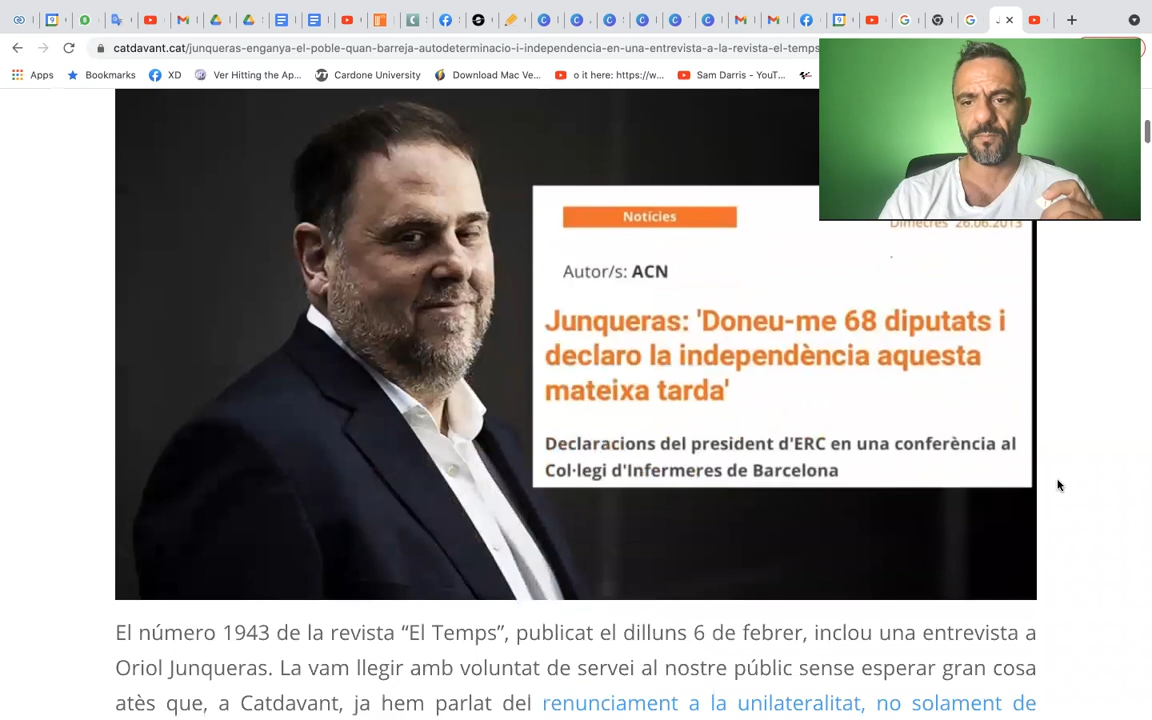 catdavant.cat/junqueras-enganya-el-poble-quan-barreja-autodeterminacio-i-independencia-en-una-entrevista-a-la-revista-el-temps
Apps Bookmarks XD Ver Hitting the Ap... Cardone University Download Mac Ve... o it here: https://w... Sam Darris - YouT...
Notícies
Dimecres 26.06.2013
Autor/s: ACN
Junqueras: 'Doneu-me 68 diputats i
declaro la independència aquesta
mateixa tarda'
Declaracions del president d'ERC en una conferència al
Col·legi d'Infermeres de Barcelona
El número 1943 de la revista “El Temps”, publicat el dilluns 6 de febrer, inclou una entrevista a
Oriol Junqueras. La vam llegir amb voluntat de servei al nostre públic sense esperar gran cosa
atès que, a Catdavant, ja hem parlat del renunciament a la unilateralitat, no solament de